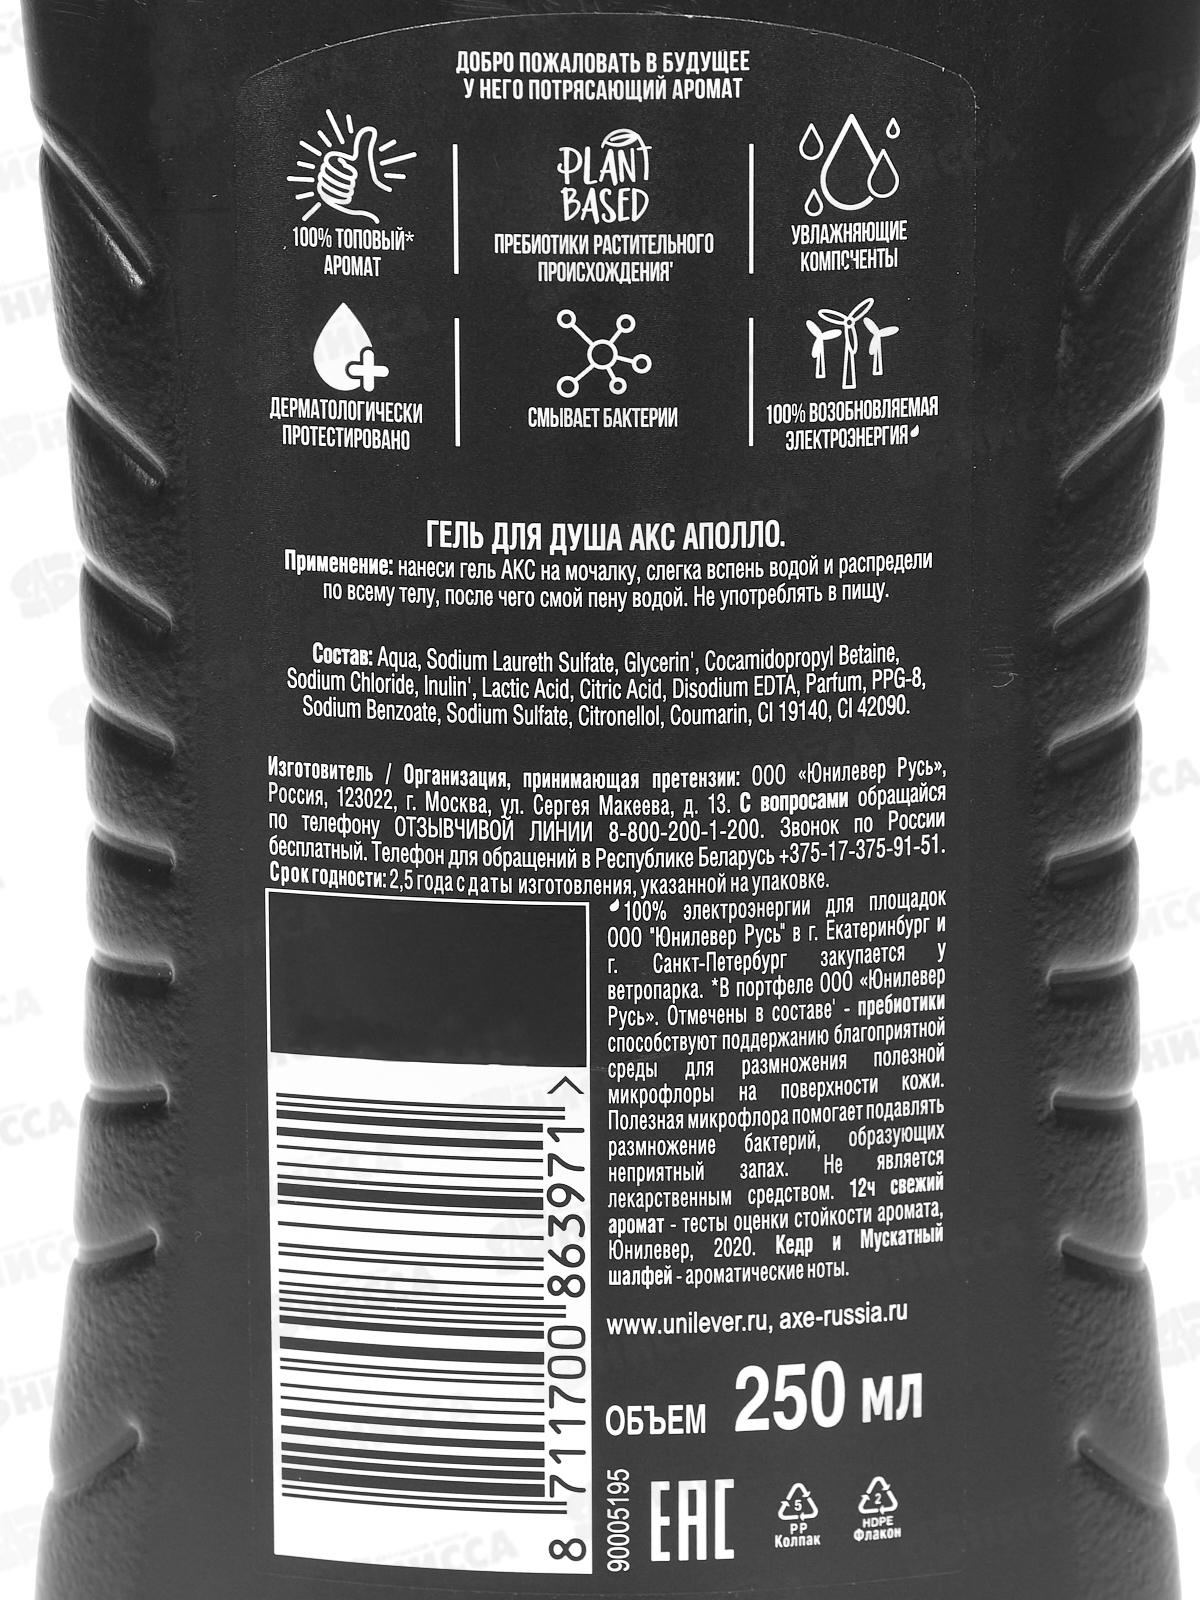 ДОБРО ПОЖАЛОВАТЬ В БУДУЩЕЕ
У НЕГО ПОТРЯСАЮЩИЙ АРОМАТ
100% ТОПОВЫЙ*
АРОМАТ
PLANT
BASED
ПРЕБИОТИКИ РАСТИТЕЛЬНОГО
ПРОИСХОЖДЕНИЯ'
УВЛАЖНЯЮЩИЕ
КОМПОНЕНТЫ
ДЕРМАТОЛОГИЧЕСКИ
ПРОТЕСТИРОВАНО
СМЫВАЕТ БАКТЕРИИ
100% ВОЗОБНОВЛЯЕМАЯ
ЭЛЕКТРОЭНЕРГИЯ
ГЕЛЬ ДЛЯ ДУША АКС АПОЛЛО.
Применение: нанеси гель АКС на мочалку, слегка вспень водой и распредели
по всему телу, после чего смой пену водой. Не употреблять в пищу.
Состав: Aqua, Sodium Laureth Sulfate, Glycerin', Cocamidopropyl Betaine,
Sodium Chloride, Inulin', Lactic Acid, Citric Acid, Disodium EDTA, Parfum, PPG-8,
Sodium Benzoate, Sodium Sulfate, Citronellol, Coumarin, CI 19140, CI 42090.
Изготовитель / Организация, принимающая претензии: ООО «Юнилевер Русь»,
Россия, 123022, г. Москва, ул. Сергея Макеева, д. 13. С вопросами обращайся
по телефону ОТЗЫВЧИВОЙ ЛИНИИ 8-800-200-1-200. Звонок по России
бесплатный. Телефон для обращений в Республике Беларусь +375-17-375-91-51.
Срок годности: 2,5 года с даты изготовления, указанной на упаковке.
100% электроэнергии для площадок
ООО "Юнилевер Русь" в г. Екатеринбург и
г. Санкт-Петербург закупается у
ветропарка. *В портфеле ООО «Юнилевер
Русь». Отмечены в составе' - пребиотики
способствуют поддержанию благоприятной
среды для размножения полезной
микрофлоры на поверхности кожи.
Полезная микрофлора помогает подавлять
размножение бактерий, образующих
неприятный запах. Не является
лекарственным средством. 12ч свежий
аромат - тесты оценки стойкости аромата,
Юнилевер, 2020. Кедр и Мускатный
шалфей - ароматические ноты.
www.unilever.ru, axe-russia.ru
ОБЪЕМ 250 МЛ
8 711700 863971 >
90005195
EAC
5
PP
Колпак
2
HDPE
Флакон